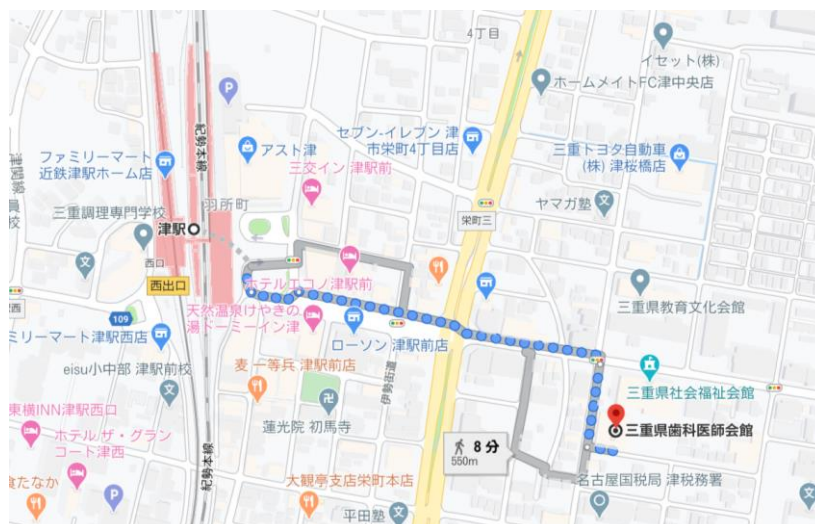 4丁目
イセット(株)
ホームメイトFC津中央店
P
紀勢本線
セブン-イレブン 津
市栄町4丁目店
三重トヨタ自動車
(株) 津桜橋店
アスト津
ファミリーマート
近鉄津駅ホーム店
三交イン 津駅前
羽所町
ヤマガ塾
栄町三
三重調理専門学校
津駅
西口
西出口
ホテルエコノ津駅前
三重県教育文化会館
109
天然温泉けやきの
湯ドーミーイン津
ミリーマート津駅西店
ローソン 津駅前店
eisu小中部 津駅前校
麦 一等兵 津駅前店
伊勢街道
三重県社会福祉会館
東横INN津駅西口
蓮光院 初馬寺
三重県歯科医師会館
ホテル ザ・グラン
コート津西
8 分
550m
紀勢本線
大観亭支店栄町本店
名古屋国税局 津税務署
食たなか
P
平田塾